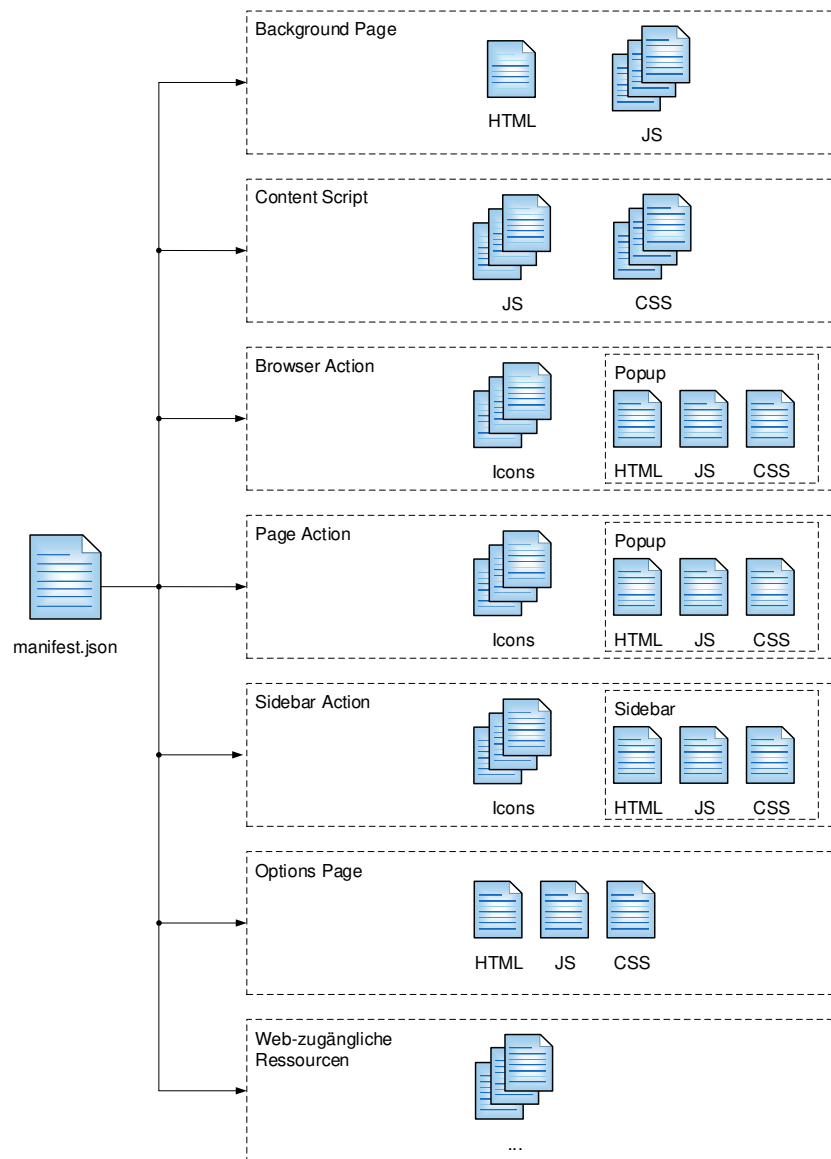 Background Page
HTML
JS
Content Script
JS
CSS
Browser Action
Icons
Popup
HTML
JS
CSS
manifest.json
Page Action
Icons
Popup
HTML
JS
CSS
Sidebar Action
Icons
Sidebar
HTML
JS
CSS
Options Page
HTML
JS
CSS
Web-zugängliche
Ressourcen
...